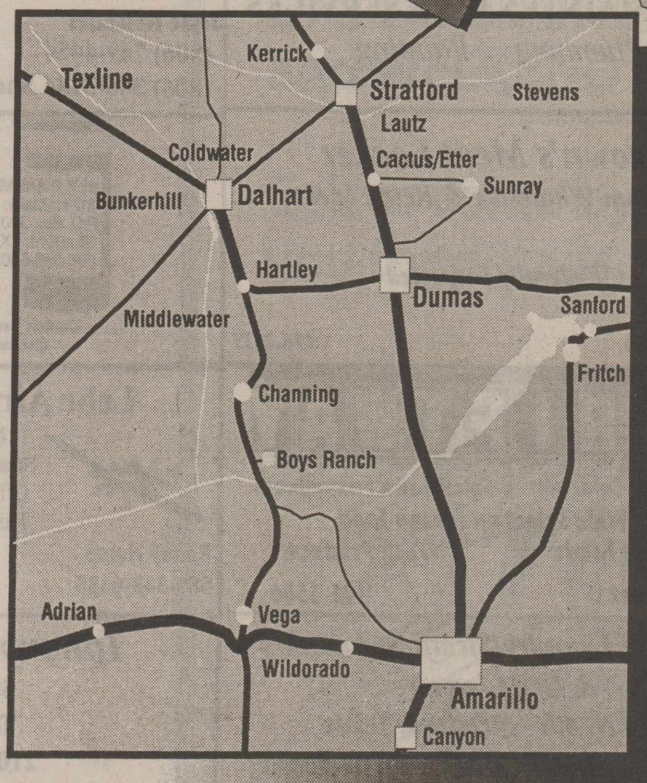 Kerrick
Texline
Stratford
Stevens
Lautz
Coldwater
Cactus/Etter
Sunray
Bunkerhill
Dalhart
Hartley
Dumas
Sanford
Middlewater
Fritch
Channing
Boys Ranch
Adrian
Vega
Wildorado
Amarillo
Canyon